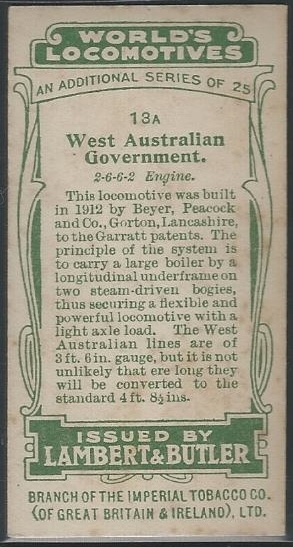 WORLD'S
LOCOMOTIVES
AN ADDITIONAL SERIES OF 25
13A
West Australian
Government.
2-6-6-2 Engine.
This locomotive was built
in 1912 by Beyer, Peacock
and Co., Gorton, Lancashire,
to the Garratt patents. The
principle of the system is
to carry a large boiler by a
longitudinal underframe on
two steam-driven bogies,
thus securing a flexible and
powerful locomotive with a
light axle load. The West
Australian lines are of
3 ft. 6 in. gauge, but it is not
unlikely that ere long they
will be converted to the
standard 4 ft. 8½ ins.
ISSUED BY
LAMBERT & BUTLER
BRANCH OF THE IMPERIAL TOBACCO CO.
(OF GREAT BRITAIN & IRELAND), LTD.